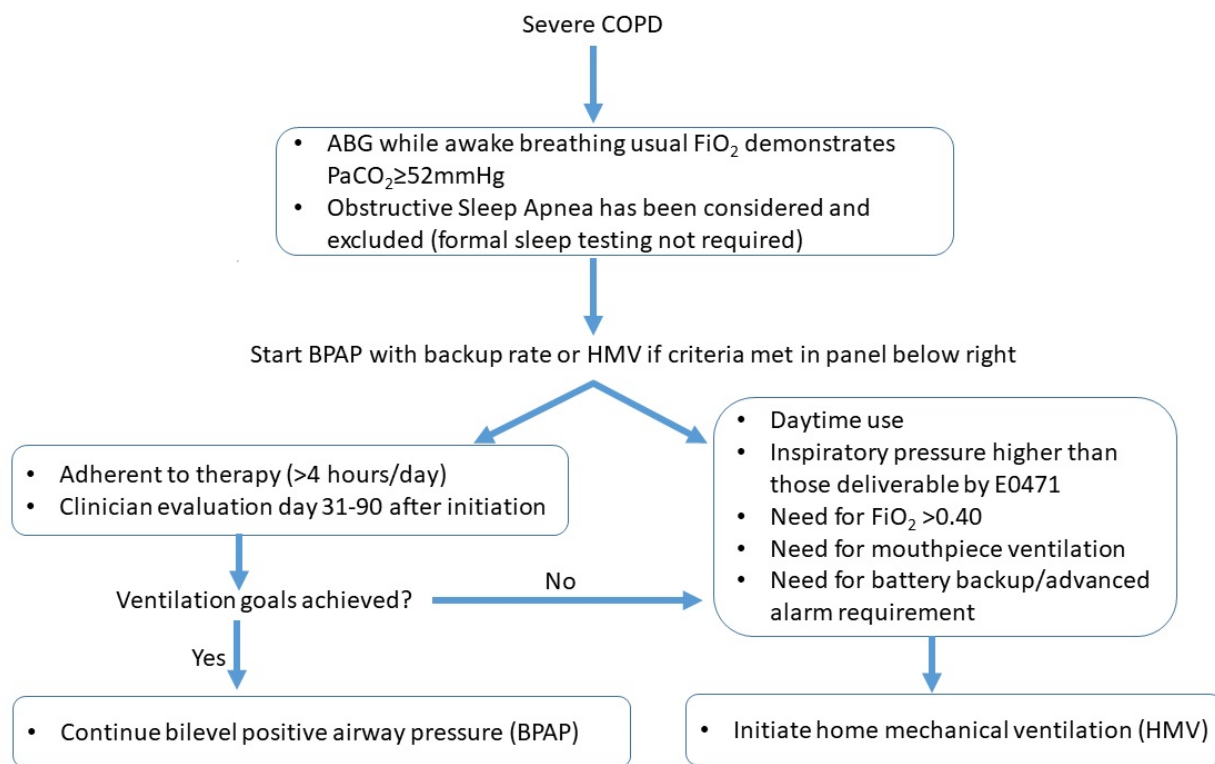 Severe COPD
• ABG while awake breathing usual FiO₂ demonstrates
PaCO₂≥52mmHg
• Obstructive Sleep Apnea has been considered and
excluded (formal sleep testing not required)
Start BPAP with backup rate or HMV if criteria met in panel below right
• Adherent to therapy (>4 hours/day)
• Clinician evaluation day 31-90 after initiation
• Daytime use
• Inspiratory pressure higher than
those deliverable by E0471
• Need for FiO₂ >0.40
• Need for mouthpiece ventilation
• Need for battery backup/advanced
alarm requirement
Ventilation goals achieved?
No
Yes
• Continue bilevel positive airway pressure (BPAP)
• Initiate home mechanical ventilation (HMV)